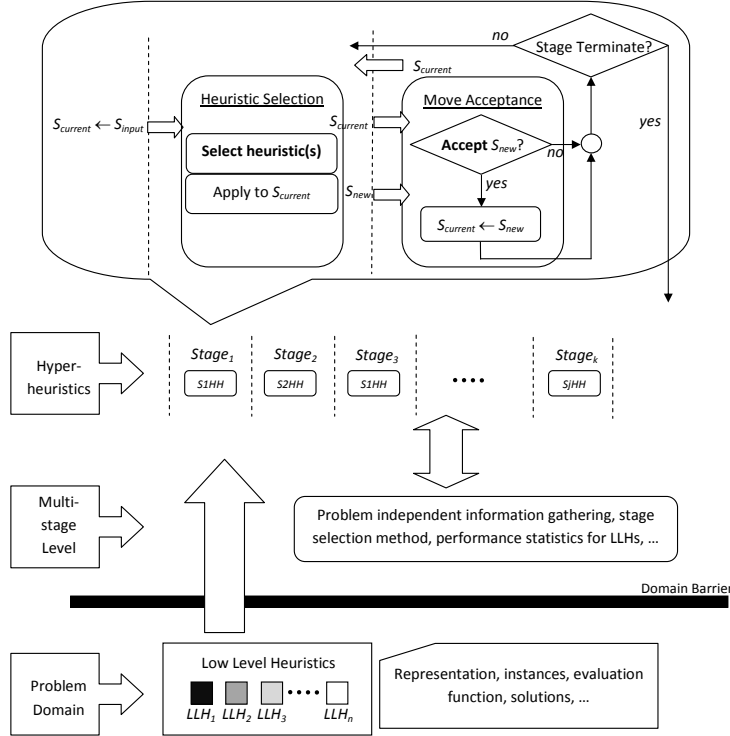 no
Stage Terminate?
S_current
Heuristic Selection
Move Acceptance
S_current ← S_input
S_current
yes
Select heuristic(s)
Accept S_new?
no
Apply to S_current
S_new
yes
S_current ← S_new
Hyper-
heuristics
Stage_1
Stage_2
Stage_3
Stage_k
S1HH
S2HH
S1HH
....
SjHH
Multi-
stage
Level
Problem independent information gathering, stage
selection method, performance statistics for LLHs, ...
Domain Barrier
Problem
Domain
Low Level Heuristics
....
LLH_1 LLH_2 LLH_3 LLH_n
Representation, instances, evaluation
function, solutions, ...